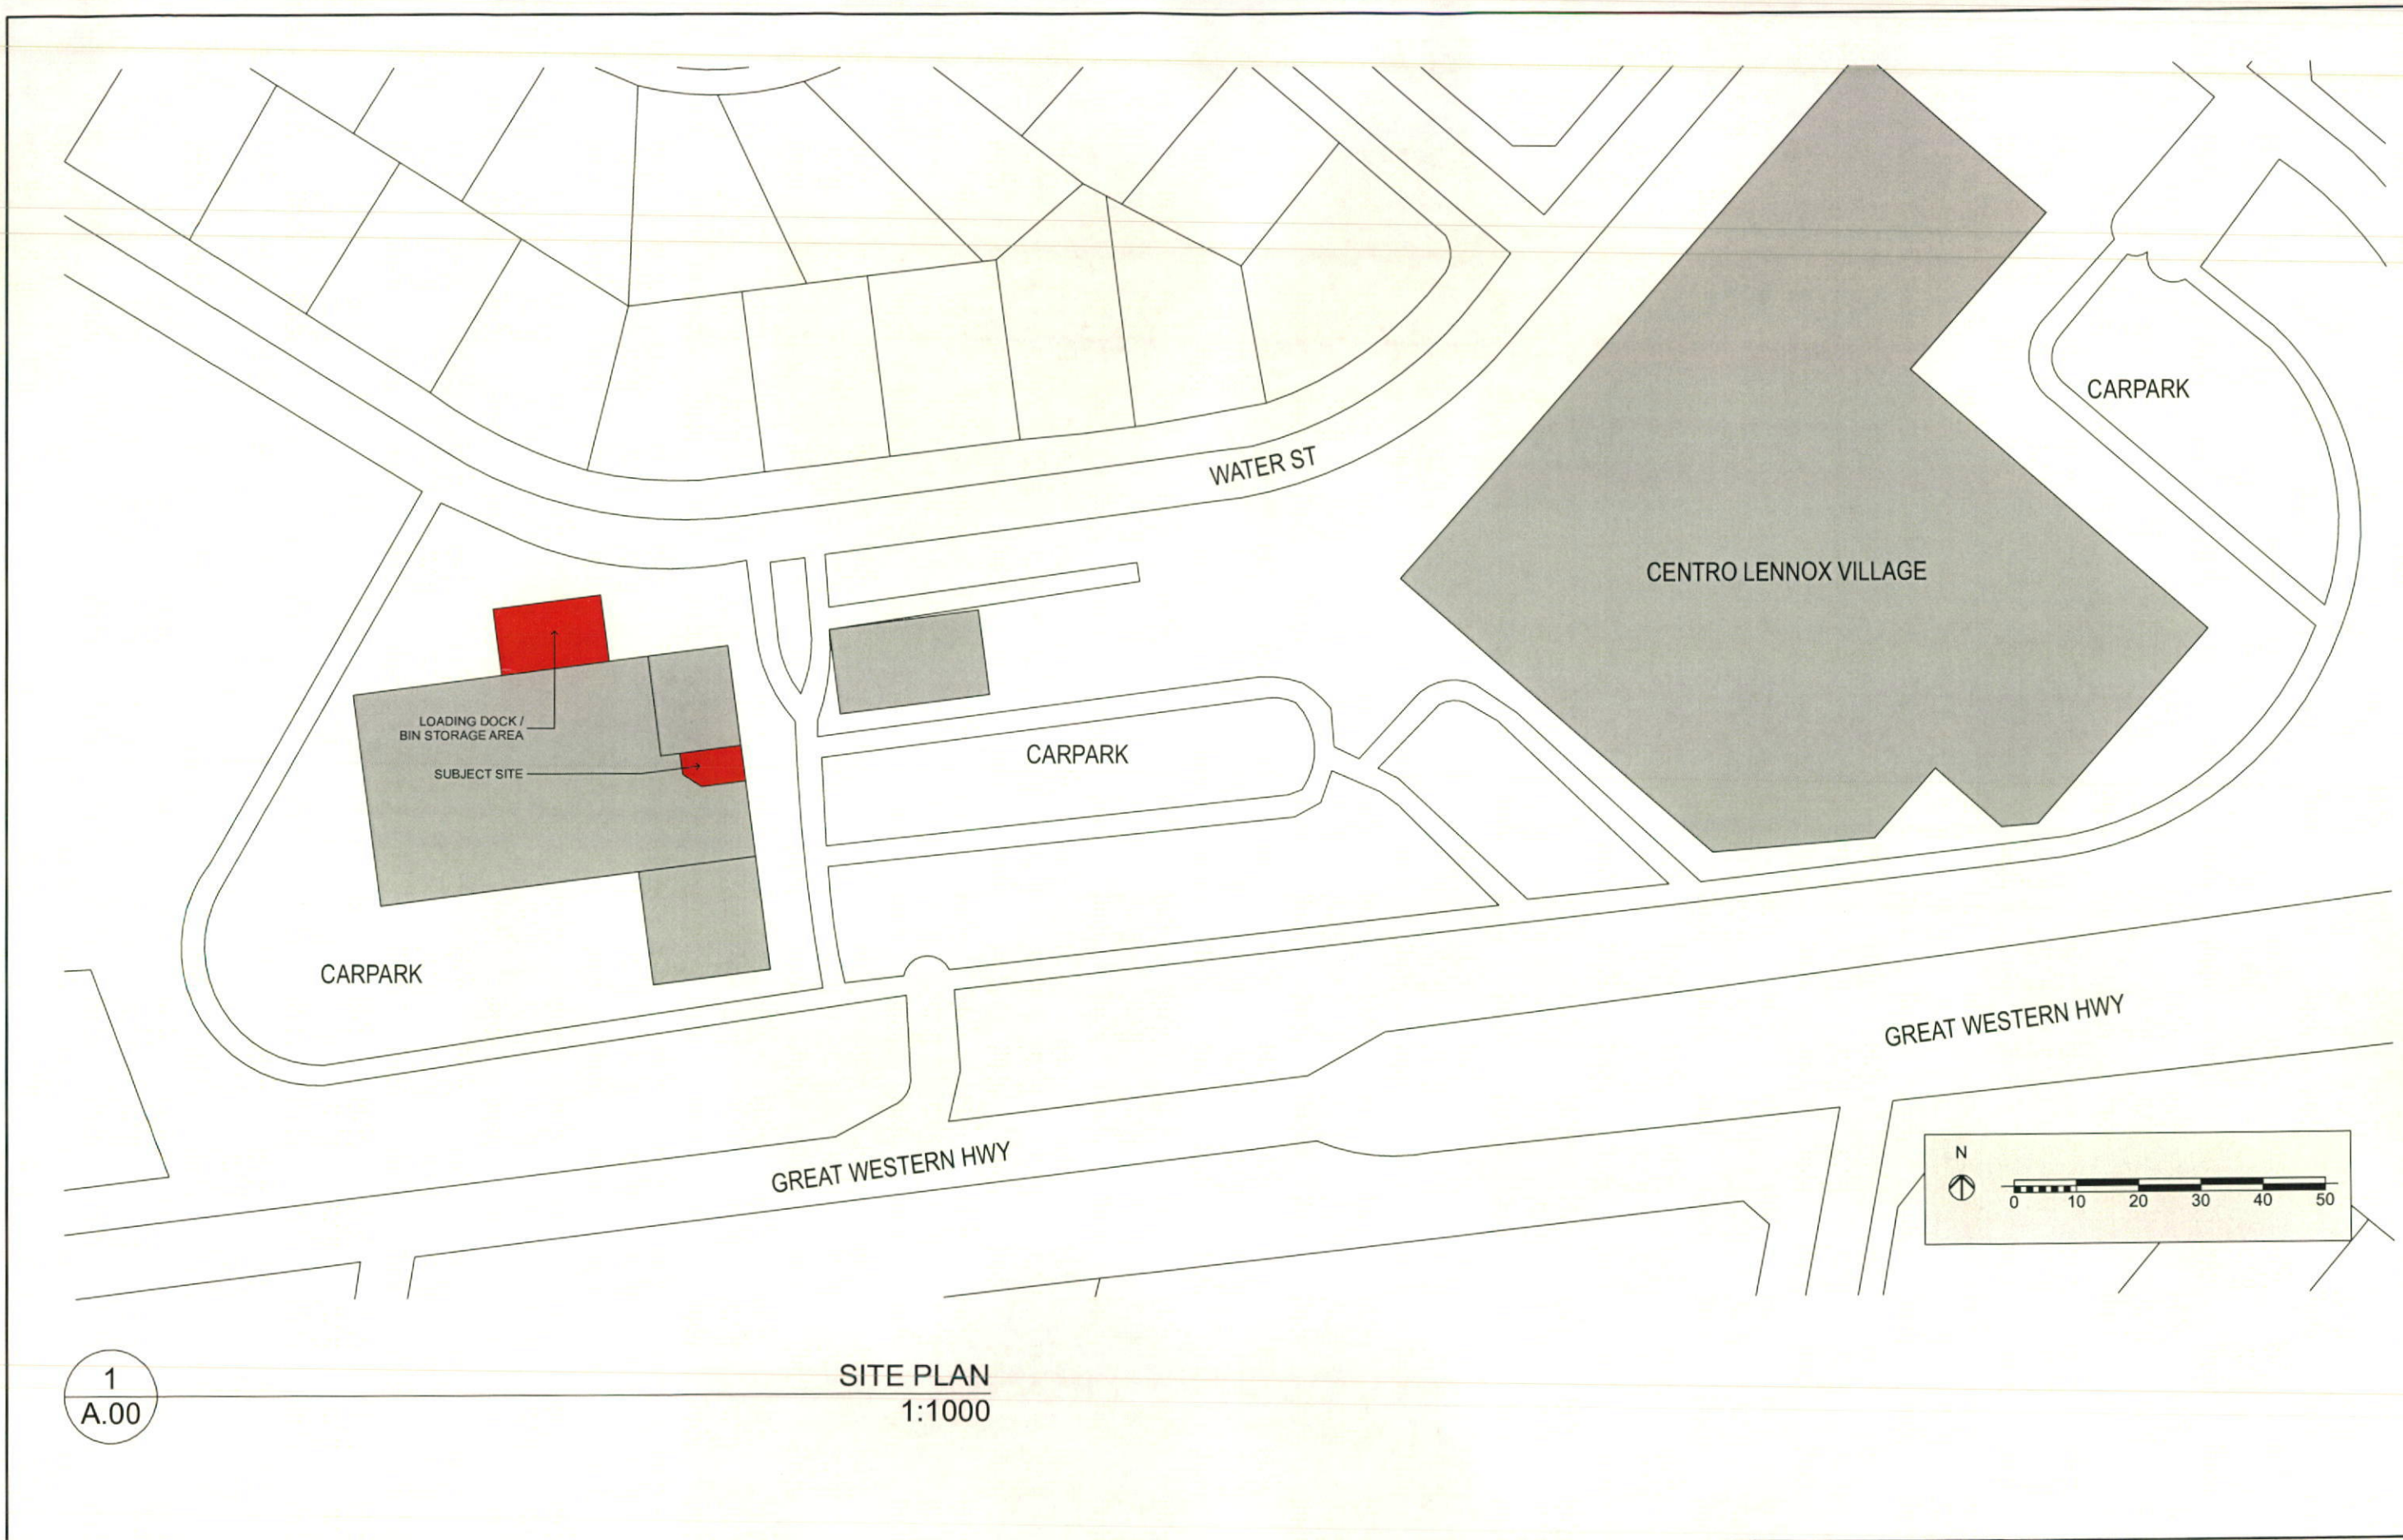 CARPARK
WATER ST
CENTRO LENNOX VILLAGE
LOADING DOCK /
BIN STORAGE AREA
SUBJECT SITE
CARPARK
CARPARK
GREAT WESTERN HWY
GREAT WESTERN HWY
N
0 10 20 30 40 50
1
A.00
SITE PLAN
1:1000